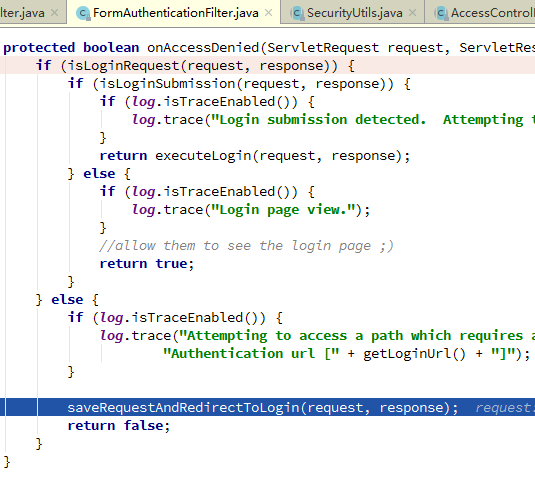 lter.java × FormAuthenticationFilter.java × SecurityUtils.java × AccessControlF
protected boolean onAccessDenied(ServletRequest request, ServletRes
if (isLoginRequest(request, response)) {
if (isLoginSubmission(request, response)) {
if (log.isTraceEnabled()) {
log.trace("Login submission detected.  Attempting t
}
return executeLogin(request, response);
} else {
if (log.isTraceEnabled()) {
log.trace("Login page view.");
}
//allow them to see the login page ;)
return true;
}
} else {
if (log.isTraceEnabled()) {
log.trace("Attempting to access a path which requires a
"Authentication url [" + getLoginUrl() + "]");
}
saveRequestAndRedirectToLogin(request, response);  request:
return false;
}
}